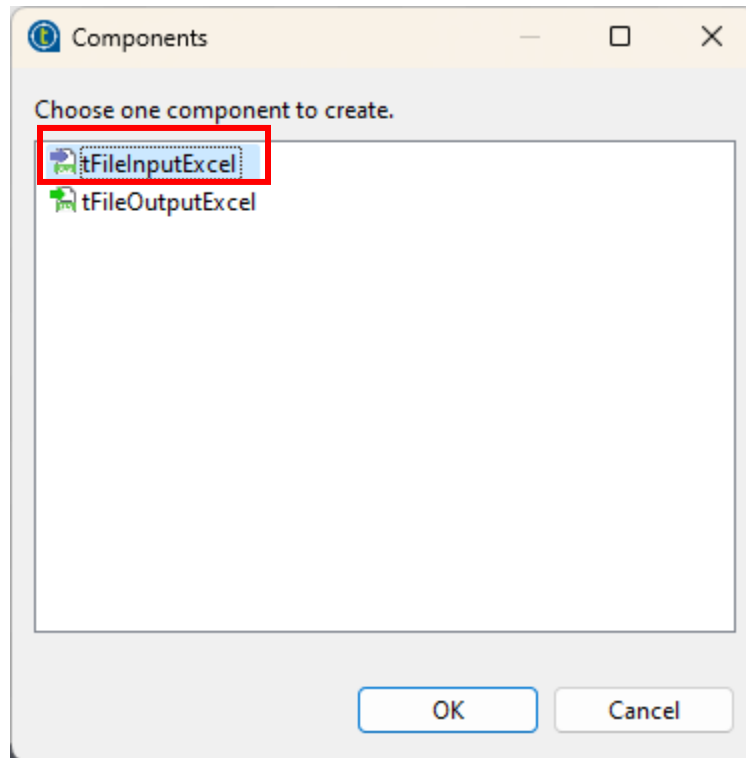 Components
Choose one component to create.
tFileInputExcel
tFileOutputExcel
OK Cancel